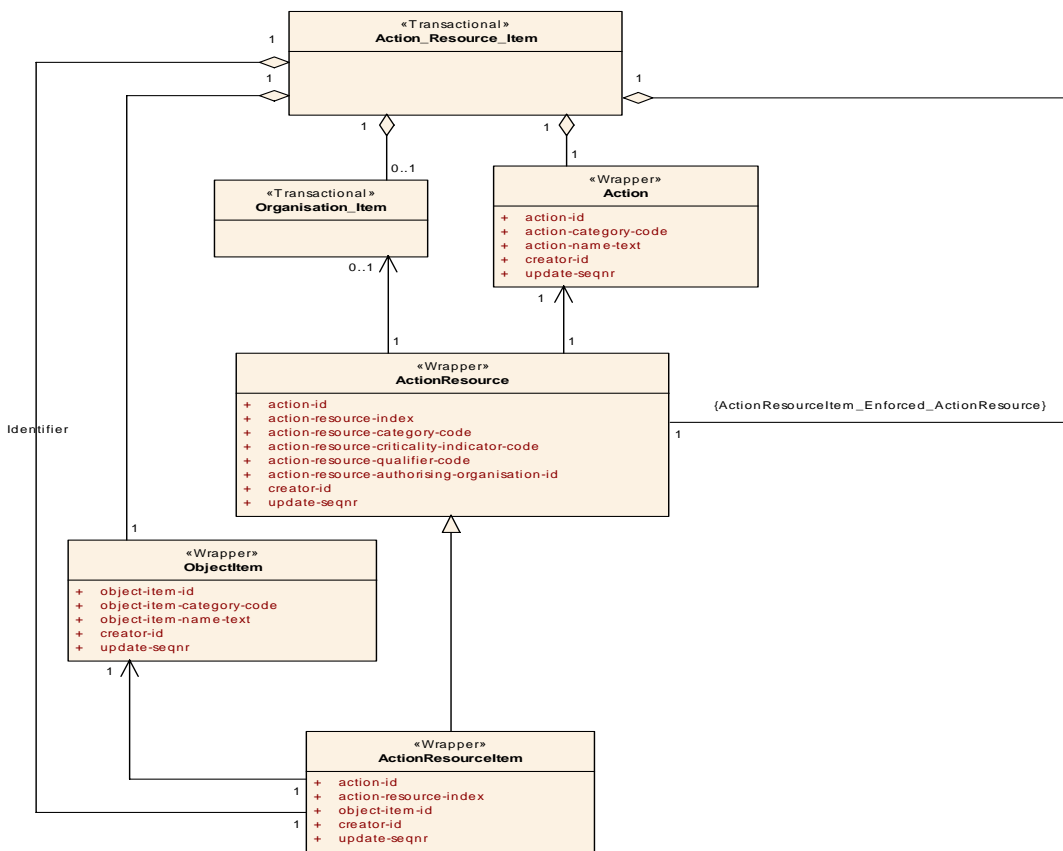 «Transactional»
Action_Resource_Item
1
1
1
1
1
0..1
1
«Transactional»
Organisation_Item
«Wrapper»
Action
+ action-id
+ action-category-code
+ action-name-text
+ creator-id
+ update-seqnr
0..1
1
1
1
«Wrapper»
ActionResource
+ action-id
+ action-resource-index
+ action-resource-category-code
+ action-resource-criticality-indicator-code
+ action-resource-qualifier-code
+ action-resource-authorising-organisation-id
+ creator-id
+ update-seqnr
{ActionResourceItem_Enforced_ActionResource}
1
Identifier
1
«Wrapper»
ObjectItem
+ object-item-id
+ object-item-category-code
+ object-item-name-text
+ creator-id
+ update-seqnr
1
«Wrapper»
ActionResourceItem
+ action-id
+ action-resource-index
+ object-item-id
+ creator-id
+ update-seqnr
1
1